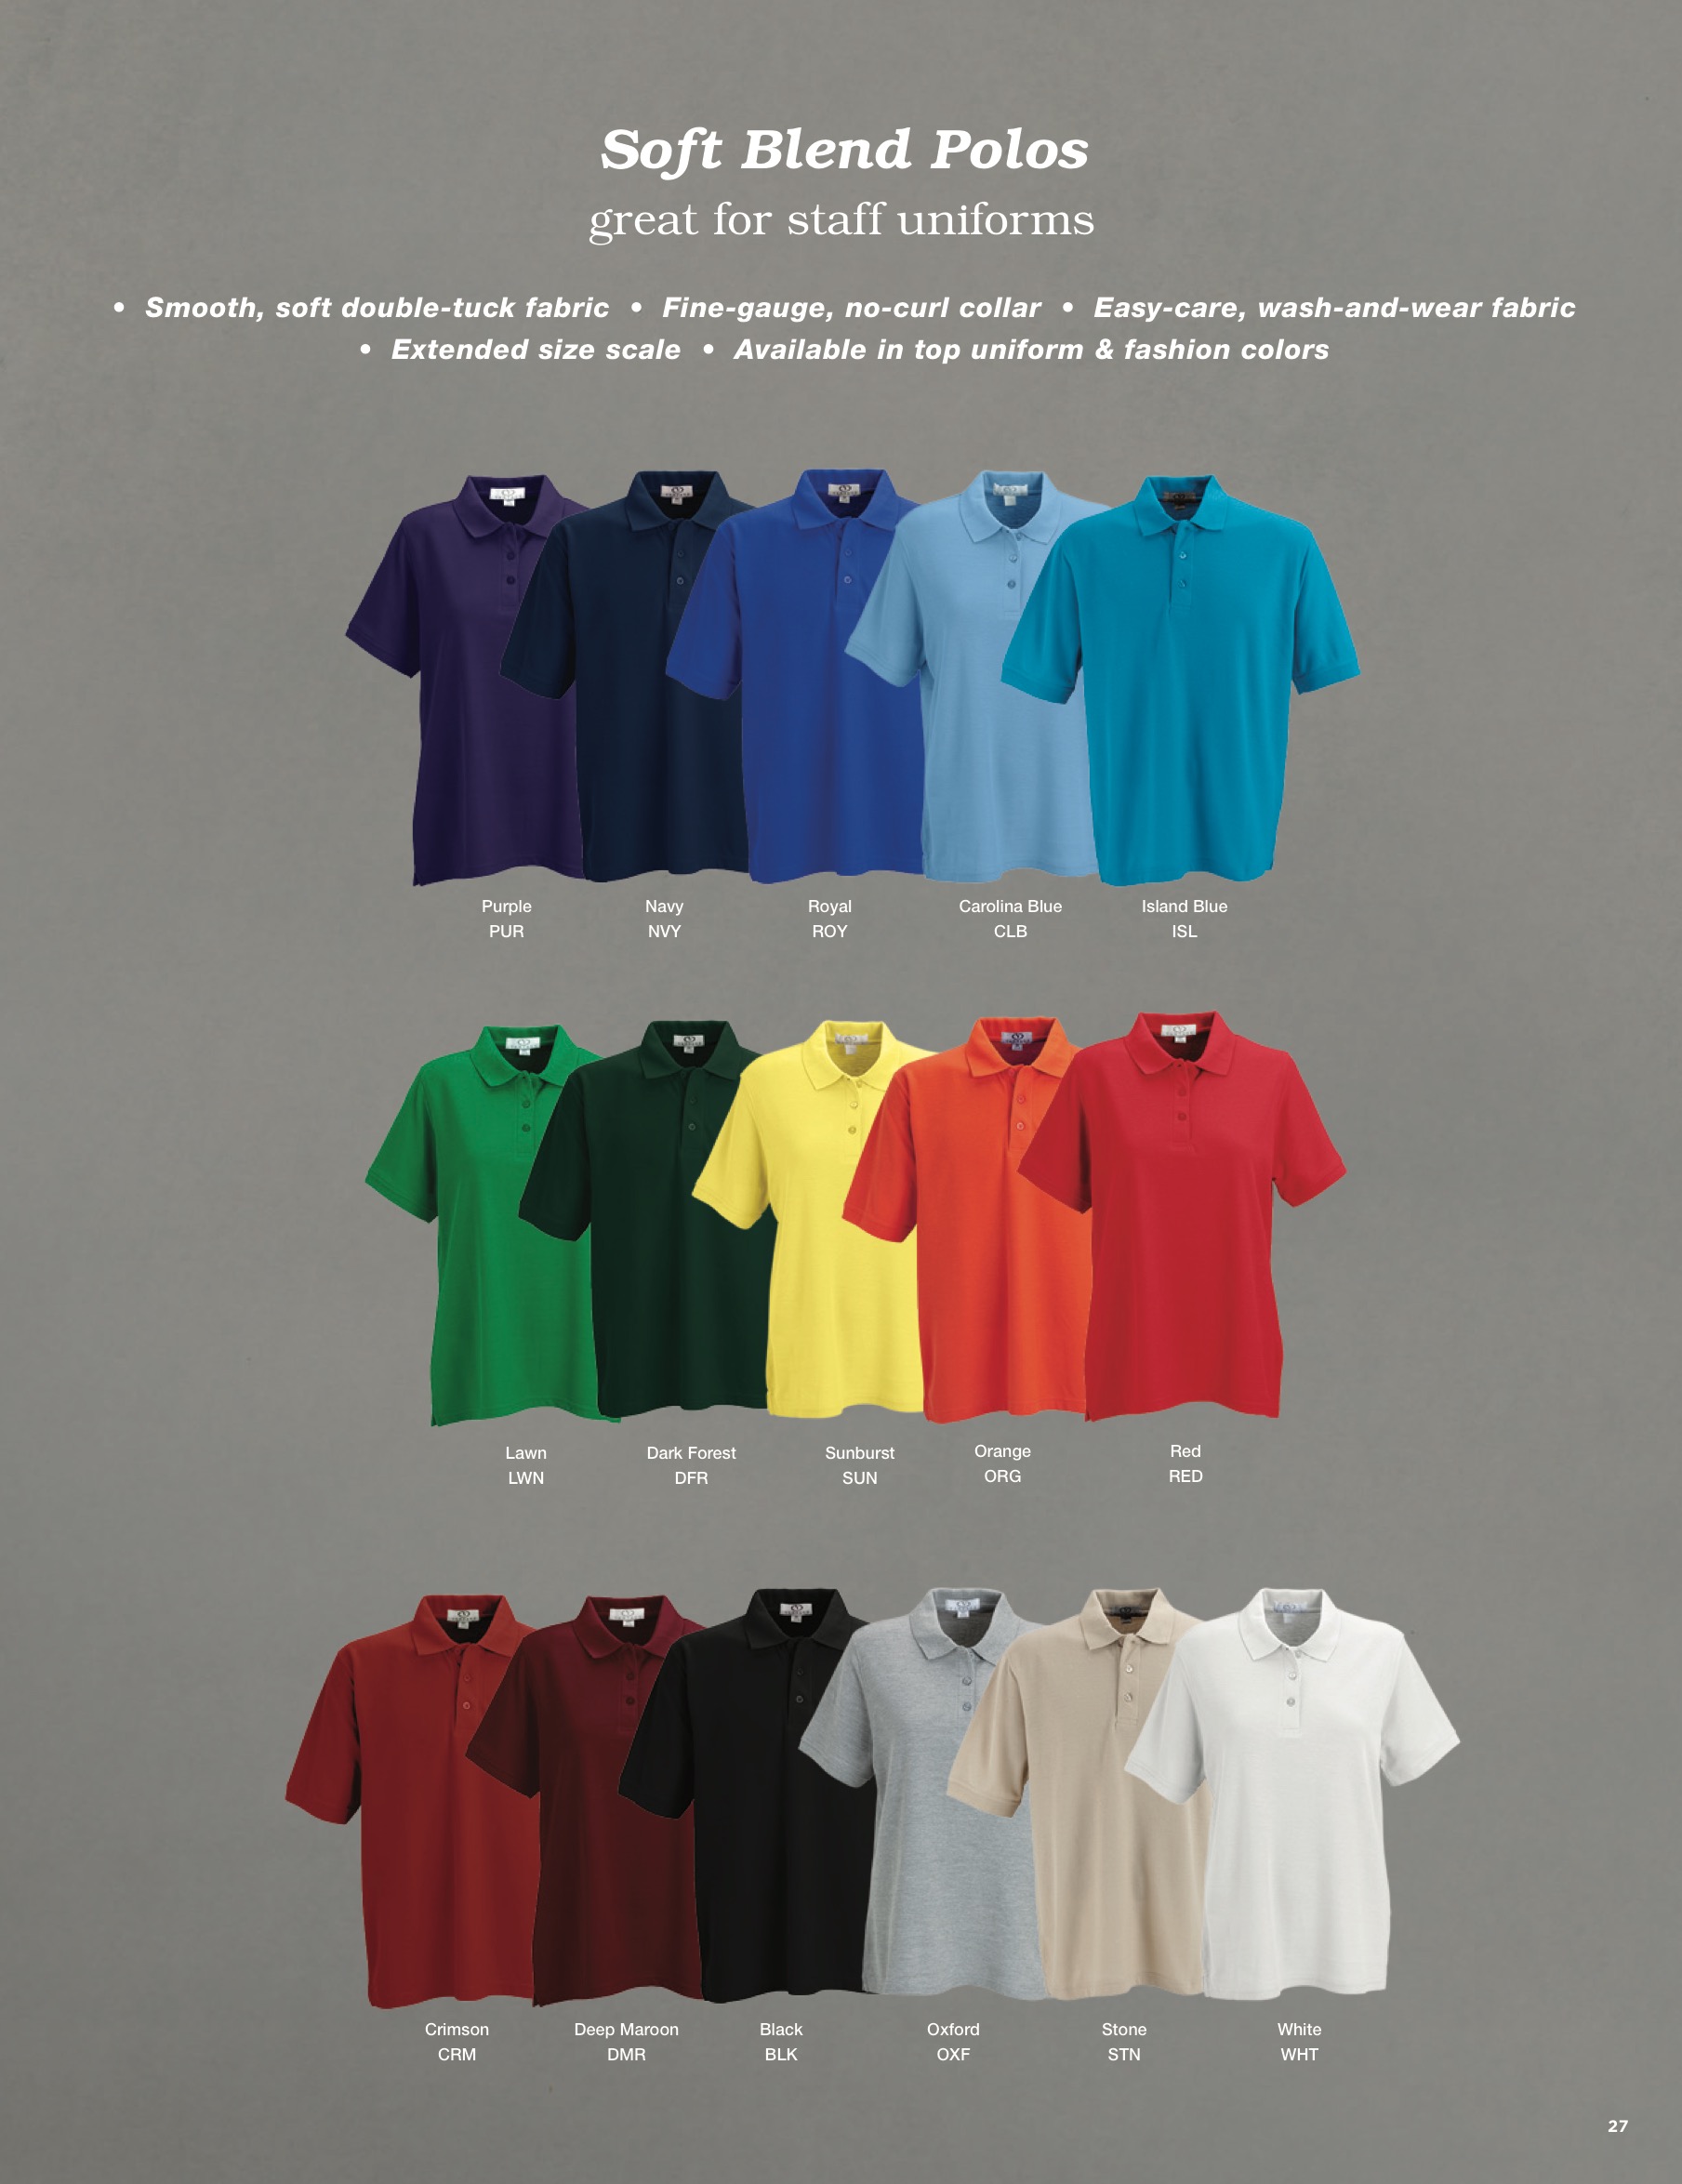 Soft Blend Polos
great for staff uniforms
• Smooth, soft double-tuck fabric • Fine-gauge, no-curl collar • Easy-care, wash-and-wear fabric
• Extended size scale • Available in top uniform & fashion colors
Purple Navy Royal Carolina Blue Island Blue
PUR NVY ROY CLB ISL
Lawn Dark Forest Sunburst Orange Red
LWN DFR SUN ORG RED
Crimson Deep Maroon Black Oxford Stone White
CRM DMR BLK OXF STN WHT
27